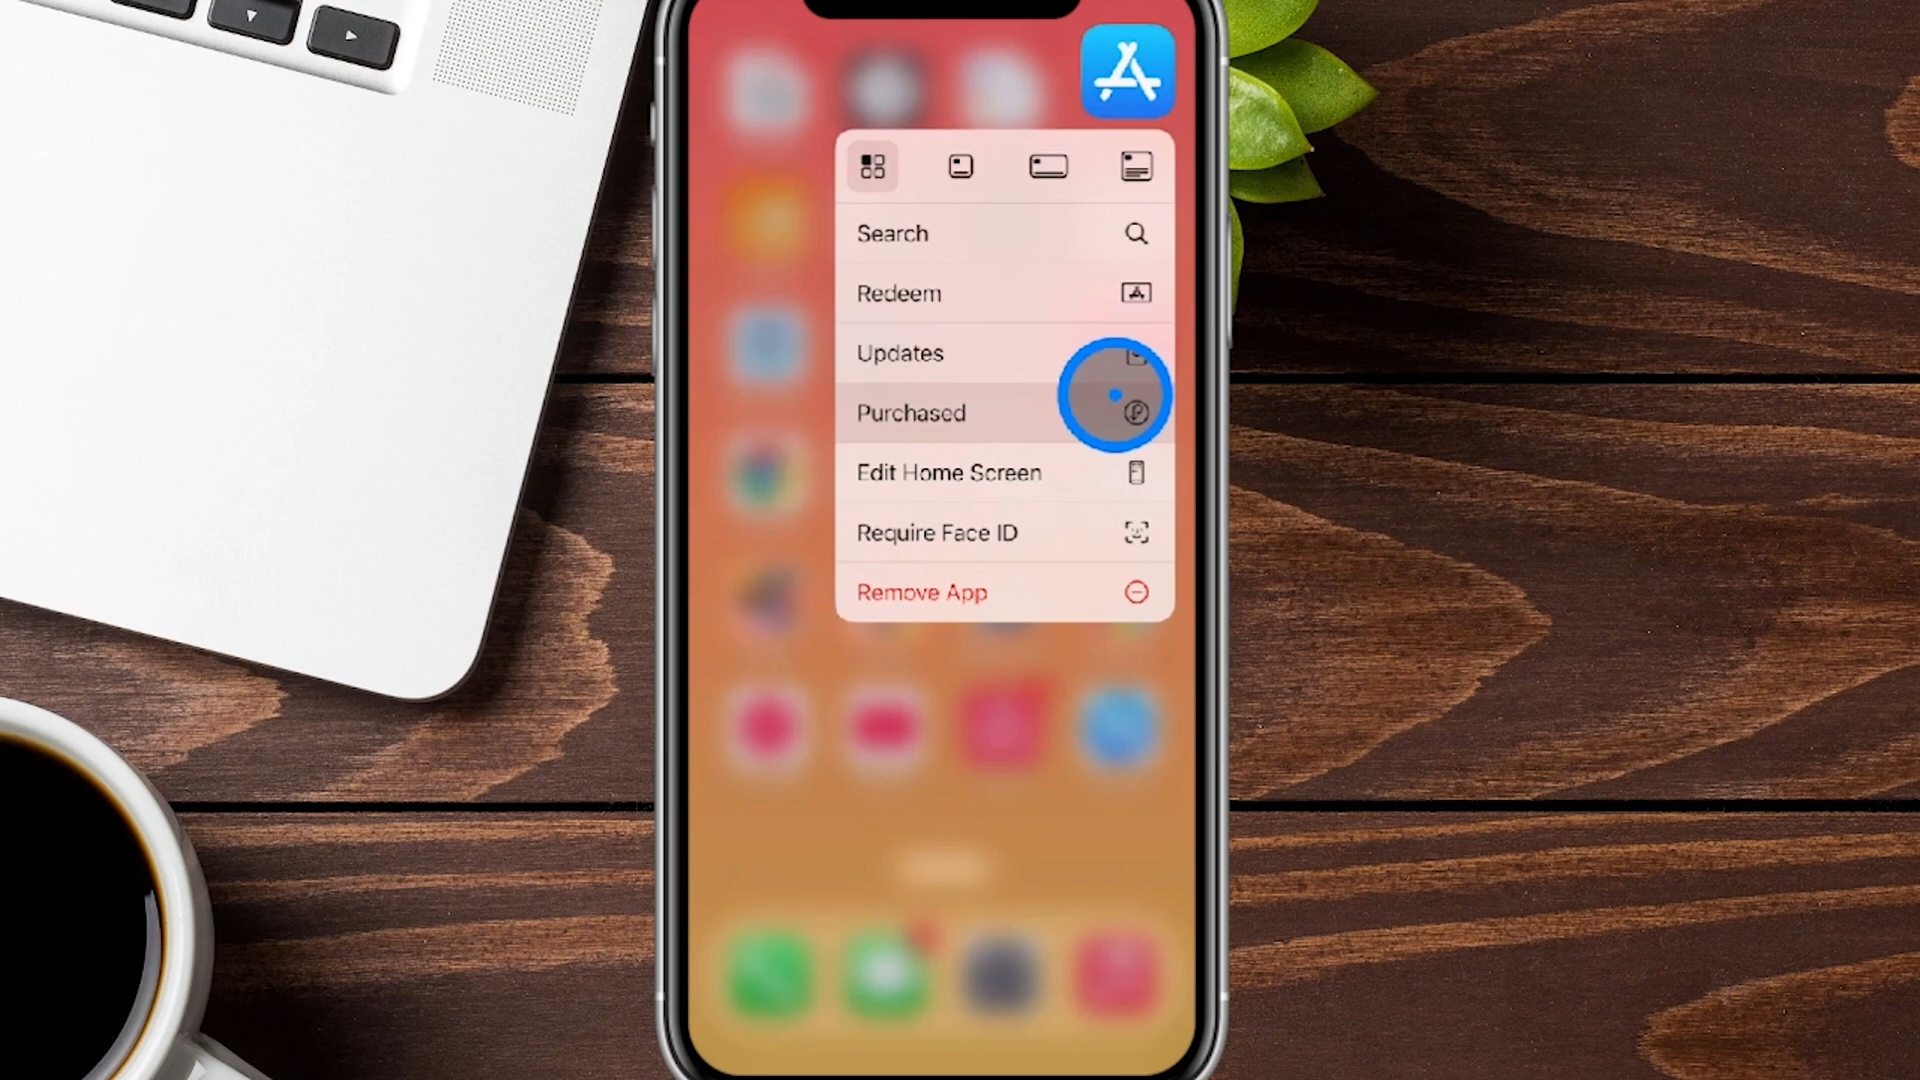 Search
Redeem
Updates
Purchased
Edit Home Screen
Require Face ID
Remove App